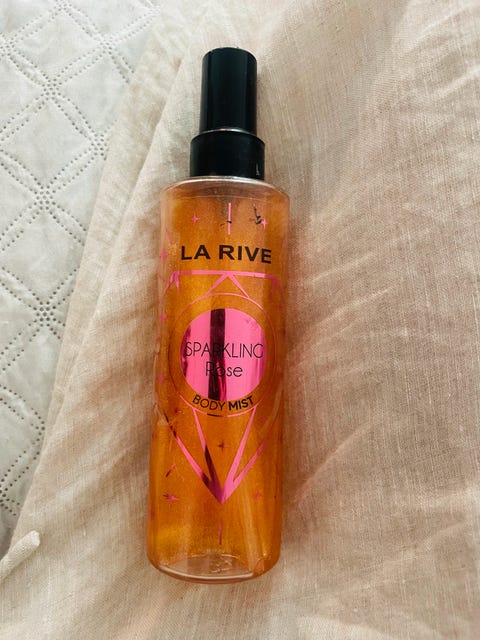 LA RIVE
SPARKLING
Rose
BODY MIST